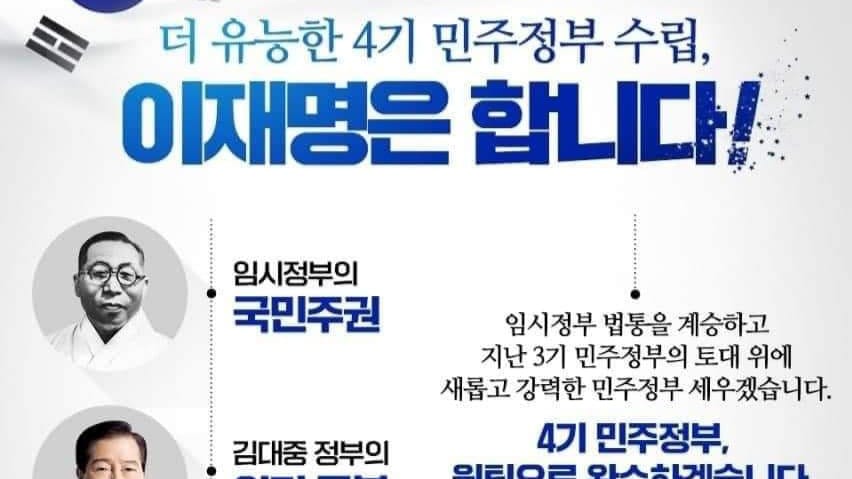 더 유능한 4기 민주정부 수립,
이재명은 합니다!
임시정부의
국민주권
임시정부 법통을 계승하고
지난 3기 민주정부의 토대 위에
새롭고 강력한 민주정부 세우겠습니다.
김대중 정부의
4기 민주정부,